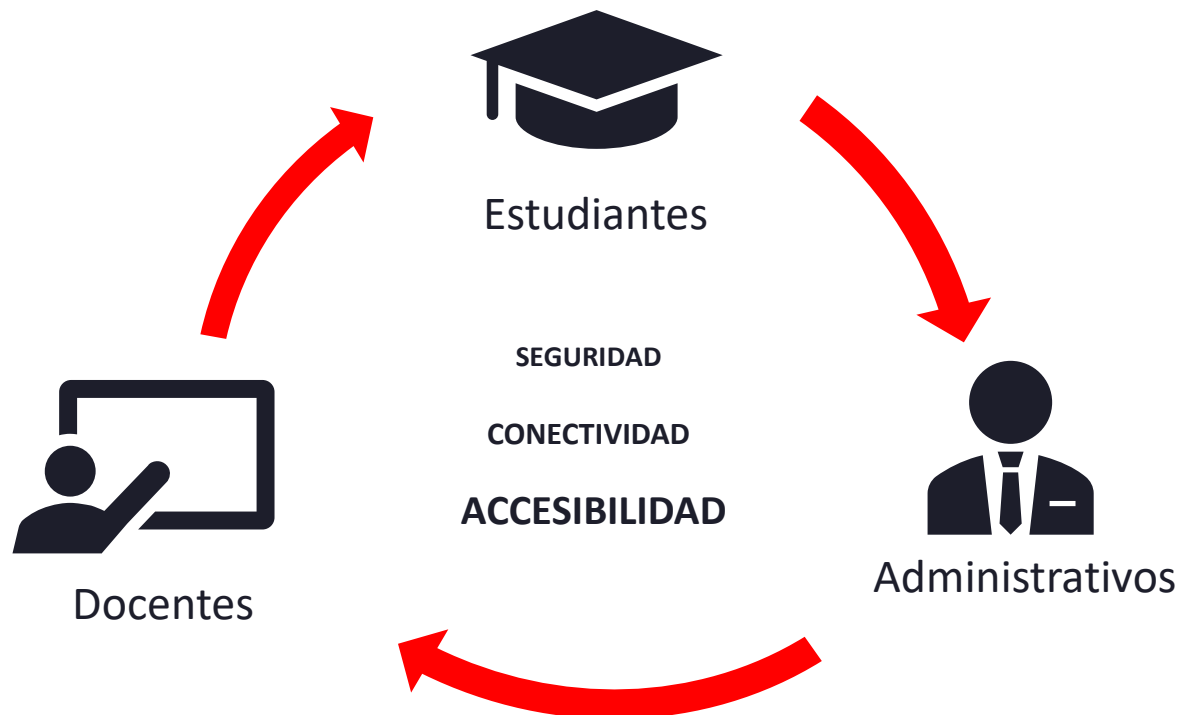 Estudiantes
SEGURIDAD
CONECTIVIDAD
ACCESIBILIDAD
Administrativos
Docentes